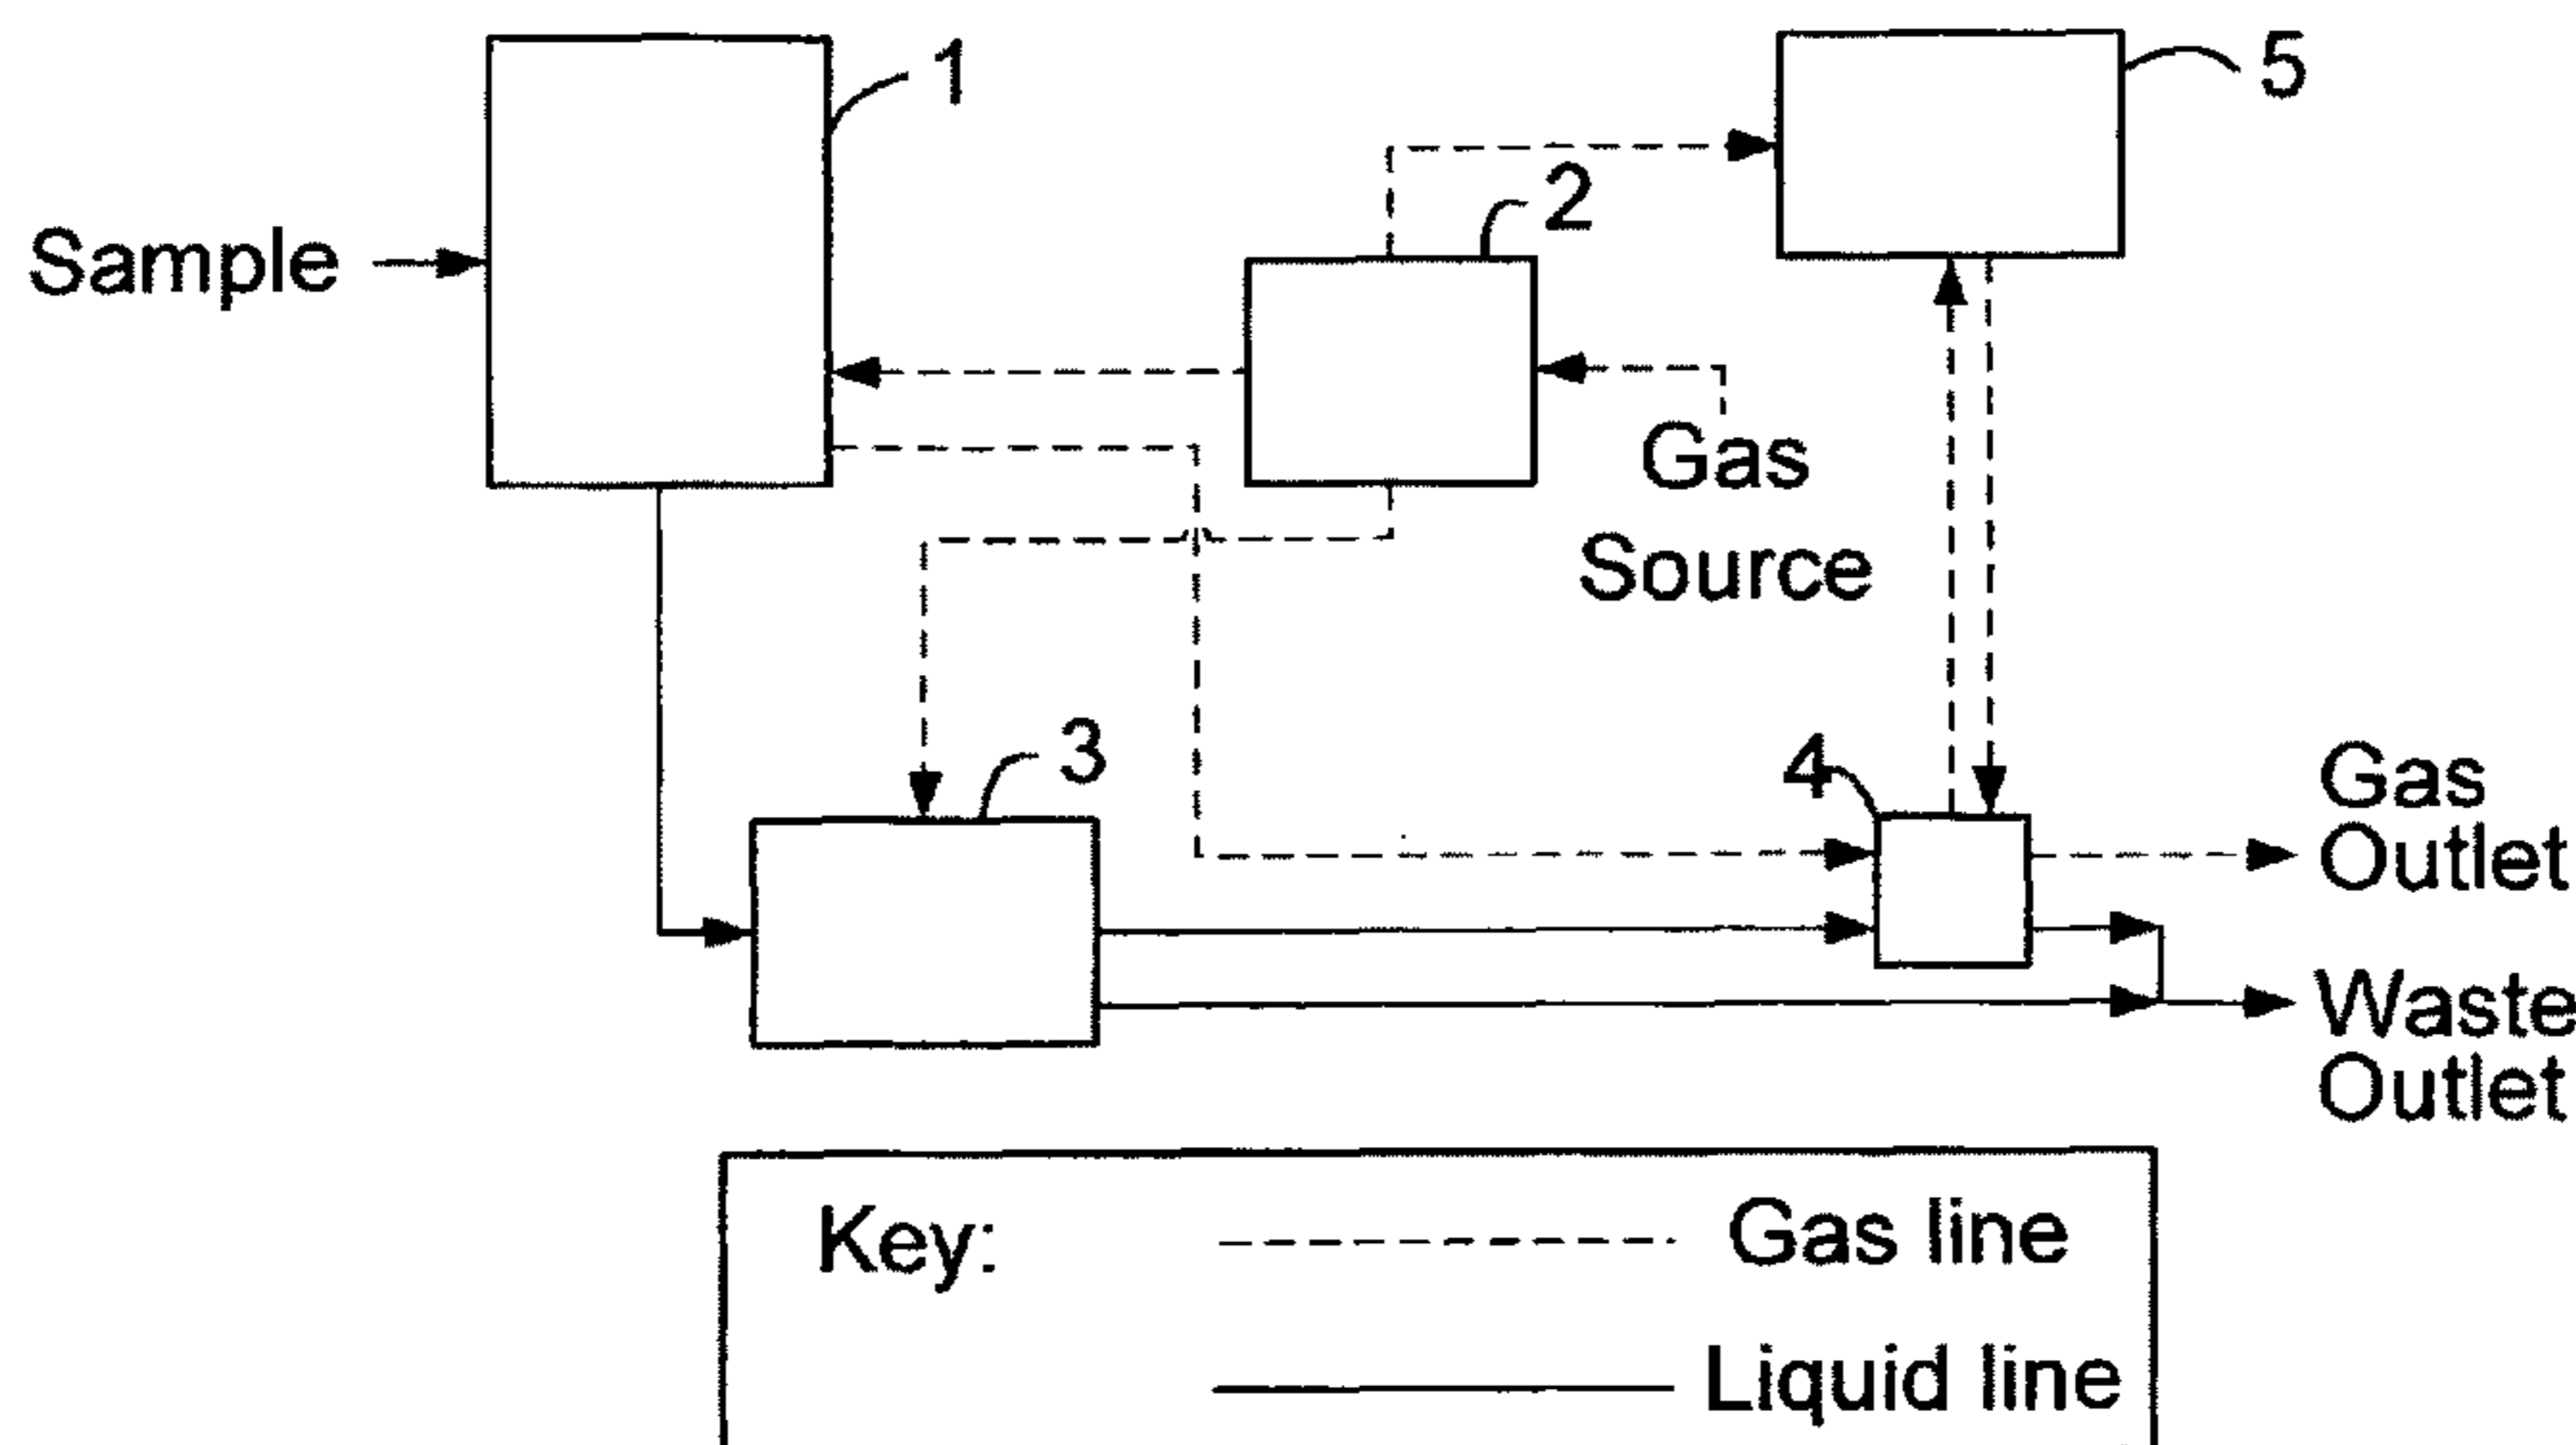 1
5
2
Sample
Gas
Source
3
4
Gas
Outlet
Waste
Outlet
Key:
Gas line
Liquid line